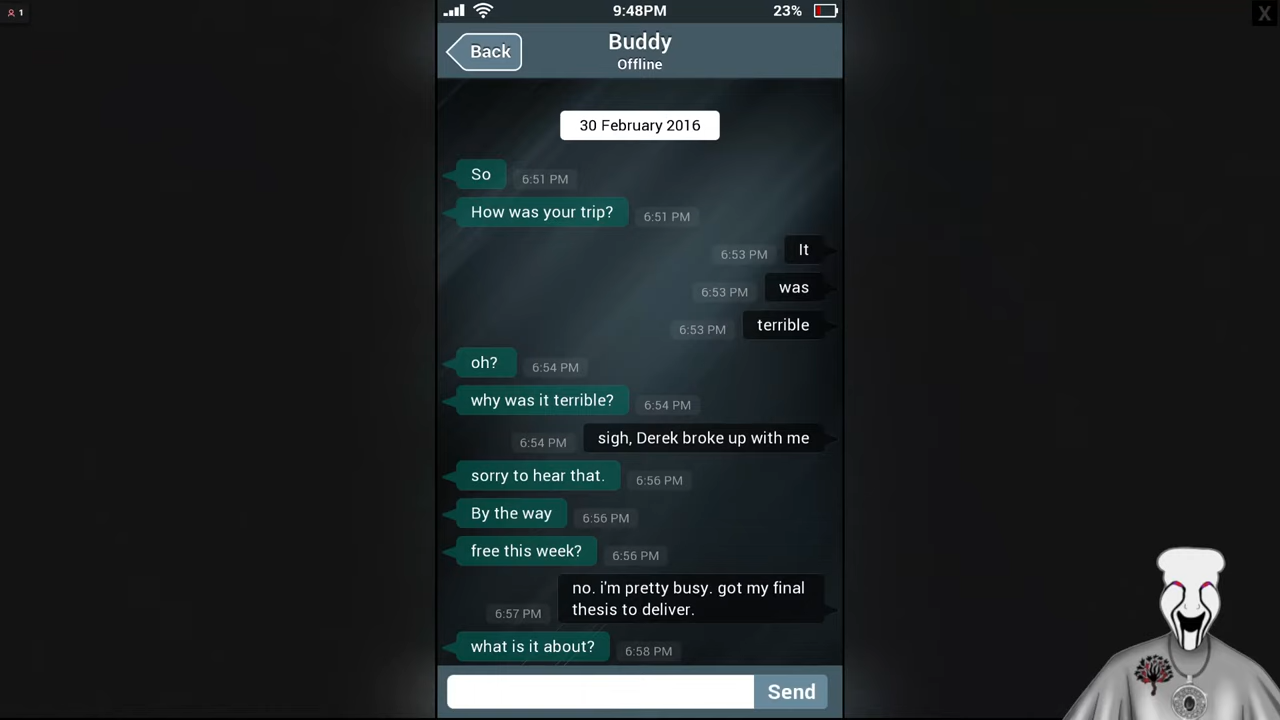 1
9:48PM
23%
X
Back
Buddy
Offline
30 February 2016
So
6:51 PM
How was your trip?
6:51 PM
It
6:53 PM
was
6:53 PM
terrible
6:53 PM
oh?
6:54 PM
why was it terrible?
6:54 PM
sigh, Derek broke up with me
6:54 PM
sorry to hear that.
6:56 PM
By the way
6:56 PM
free this week?
6:56 PM
no. i'm pretty busy. got my final
thesis to deliver.
6:57 PM
what is it about?
6:58 PM
Send